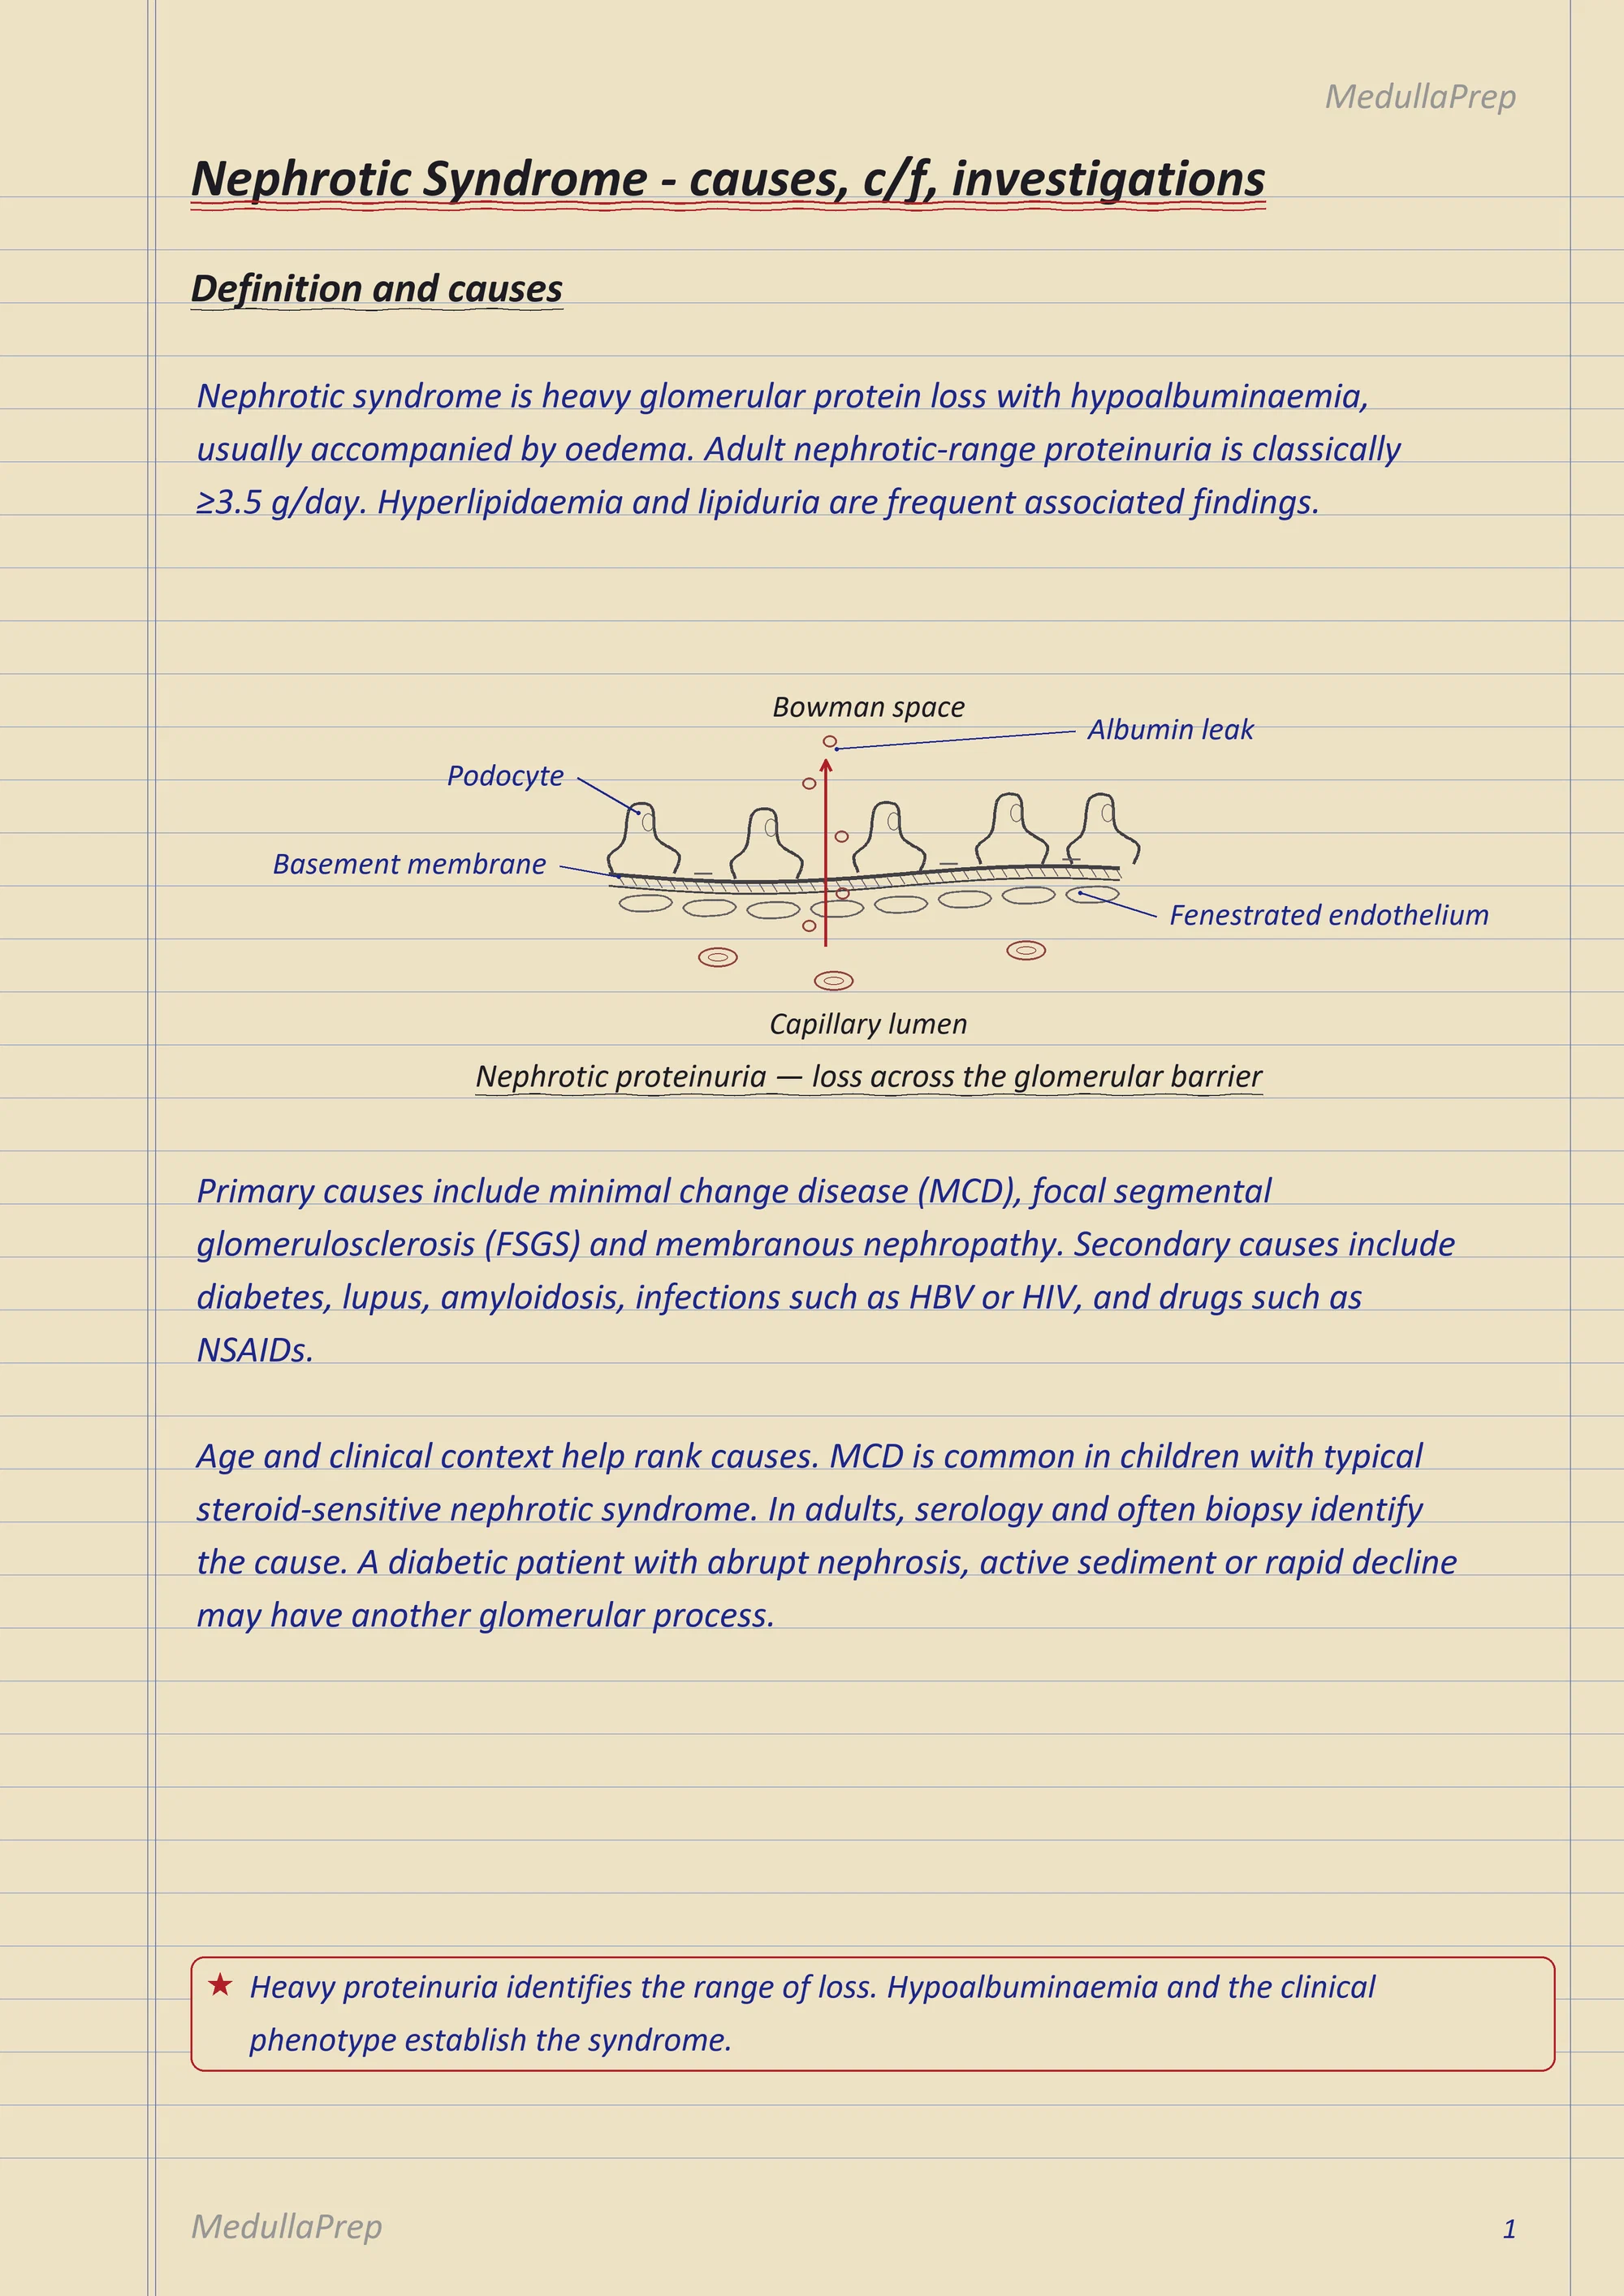 MedullaPrep
Nephrotic Syndrome - causes, c/f, investigations
Definition and causes
Nephrotic syndrome is heavy glomerular protein loss with hypoalbuminaemia,
usually accompanied by oedema. Adult nephrotic-range proteinuria is classically
≥3.5 g/day. Hyperlipidaemia and lipiduria are frequent associated findings.
Bowman space
Albumin leak
Podocyte
Basement membrane
Fenestrated endothelium
Capillary lumen
Nephrotic proteinuria — loss across the glomerular barrier
Primary causes include minimal change disease (MCD), focal segmental
glomerulosclerosis (FSGS) and membranous nephropathy. Secondary causes include
diabetes, lupus, amyloidosis, infections such as HBV or HIV, and drugs such as
NSAIDs.
Age and clinical context help rank causes. MCD is common in children with typical
steroid-sensitive nephrotic syndrome. In adults, serology and often biopsy identify
the cause. A diabetic patient with abrupt nephrosis, active sediment or rapid decline
may have another glomerular process.
★ Heavy proteinuria identifies the range of loss. Hypoalbuminaemia and the clinical
phenotype establish the syndrome.
MedullaPrep
1